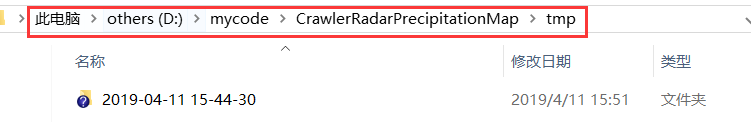 此电脑 > others (D:) > mycode > CrawlerRadarPrecipitationMap > tmp
名称 修改日期 类型
2019-04-11 15-44-30 2019/4/11 15:51 文件夹